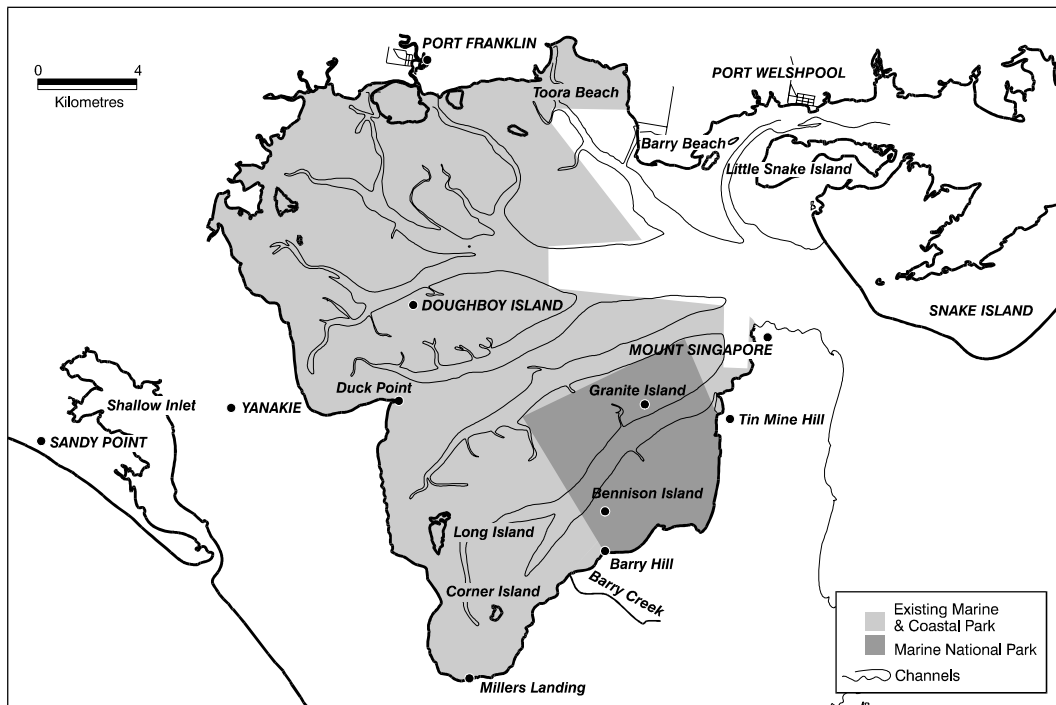 PORT FRANKLIN
0 4
Kilometres
PORT WELSHPOOL
Toora Beach
Barry Beach
Little Snake Island
DOUGHBOY ISLAND
SNAKE ISLAND
MOUNT SINGAPORE
Duck Point
Granite Island
Shallow Inlet
YANAKIE
Tin Mine Hill
SANDY POINT
Bennison Island
Long Island
Barry Hill
Corner Island
Barry Creek
Millers Landing
Existing Marine
& Coastal Park
Marine National Park
Channels